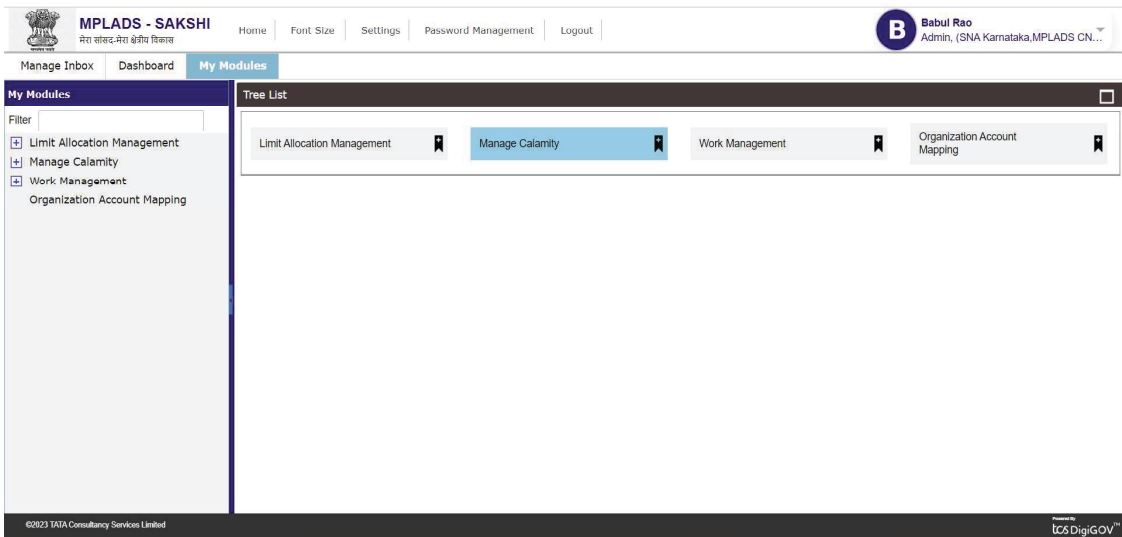 MPLADS - SAKSHI
मेरा सांसद-मेरा क्षेत्रीय विकास
Home
Font Size
Settings
Password Management
Logout
B
Babul Rao
Admin, (SNA Karnataka,MPLADS CN...
Manage Inbox
Dashboard
My Modules
My Modules
Filter
Limit Allocation Management
Manage Calamity
Work Management
Organization Account Mapping
Tree List
Limit Allocation Management
Manage Calamity
Work Management
Organization Account
Mapping
©2023 TATA Consultancy Services Limited
Powered By
tcs DigiGOV™